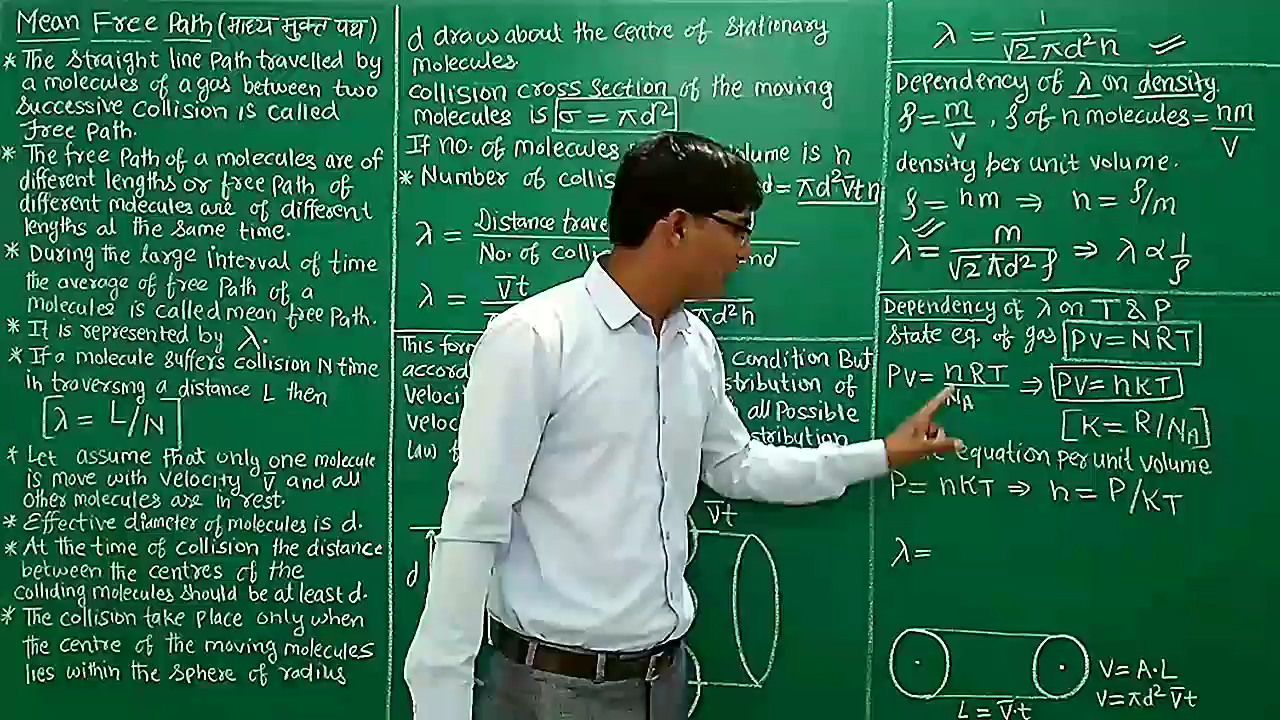 Mean Free Path (माध्य मुक्त पथ)
* The straight line path travelled by
a molecules of a gas between two
successive collision is called
free path.
* The free path of a molecules are of
different lengths or free path of
different molecules are of different
lengths at the same time.
* During the large interval of time
the average of free path of a
molecules is called mean free path.
* It is represented by λ.
* If a molecule suffers collision N time
in traversing a distance L then
λ = L/N
* Let assume that only one molecule
is move with velocity v̅ and all
other molecules are in rest.
* Effective diameter of molecules is d.
* At the time of collision the distance
between the centres of the
colliding molecules should be at least d.
* The collision take place only when
the centre of the moving molecules
lies within the sphere of radius
d draw about the centre of stationary
molecules.
collision cross section of the moving
molecules is σ = πd²
If no. of molecules volume is n
* Number of collis = πd²v̅tn
λ = Distance trave
No. of colli
λ = v̅t
πd²n
This for condition But
accord stribution of
veloci all possible
veloc stribution
law
d
v̅t
λ = 1/√2πd²n
Dependency of λ on density.
ρ = m/V , ρ of n molecules = nm/V
density per unit volume.
ρ = nm ⇒ n = ρ/m
λ = m/√2πd²ρ ⇒ λ ∝ 1/ρ
Dependency of λ on T & P
state eq. of gas PV = NRT
PV = nRT/NA ⇒ PV = nKT
[K = R/NA]
equation per unit volume
P = nKT ⇒ n = P/KT
λ =
V = A·L
V = πd² v̅t
L = v̅·t